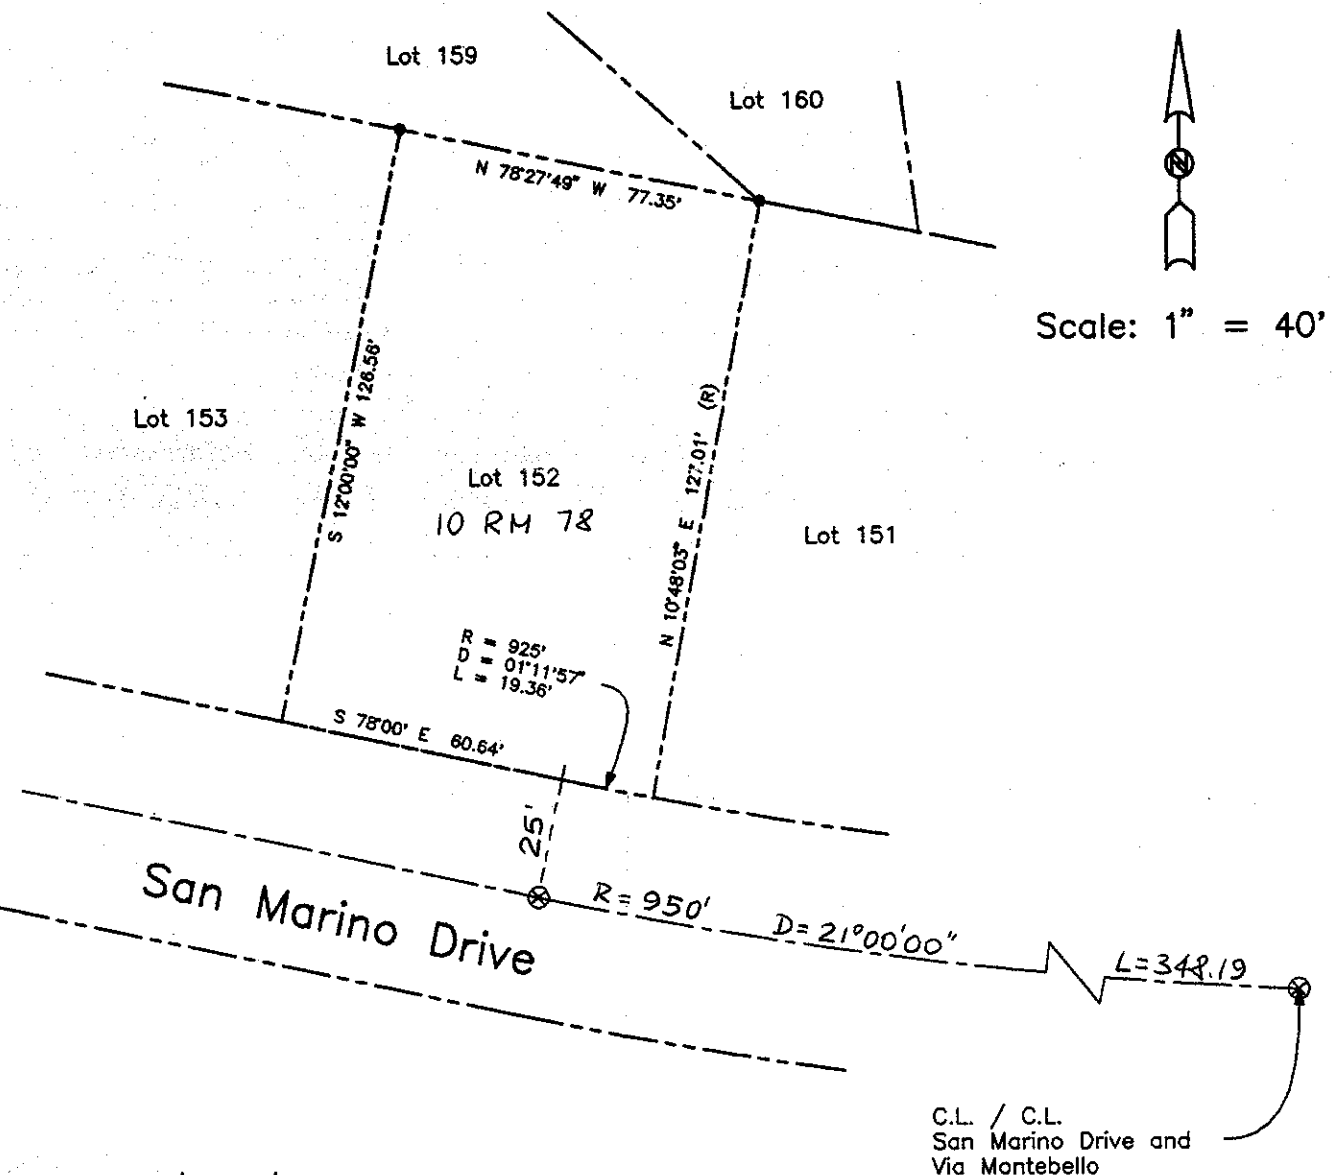 Lot 159
Lot 160
N 78°27'49" W 77.35'
N
Scale: 1" = 40'
S 12°00'00" W 126.56'
Lot 153
N 10°48'03" E 127.01' (R)
Lot 152
10 RM 78
Lot 151
R = 925'
D = 01°11'57"
L = 19.36'
S 78°00' E 60.64'
25'
R = 950' D = 21°00'00" L = 348.19
San Marino Drive
C.L. / C.L.
San Marino Drive and
Via Montebello